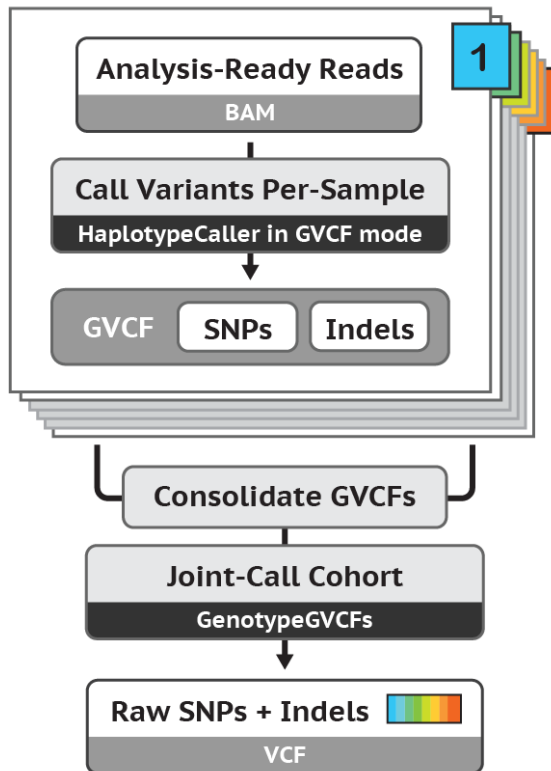 1
Analysis-Ready Reads
BAM
Call Variants Per-Sample
HaplotypeCaller in GVCF mode
GVCF SNPs Indels
Consolidate GVCFs
Joint-Call Cohort
GenotypeGVCFs
Raw SNPs + Indels
VCF